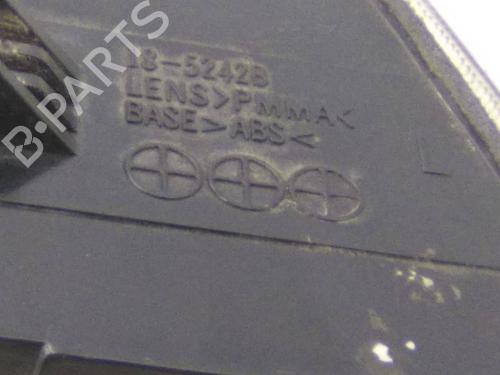 18-5242B
LENS>PMMA<
BASE>ABS<
L
B-PARTS